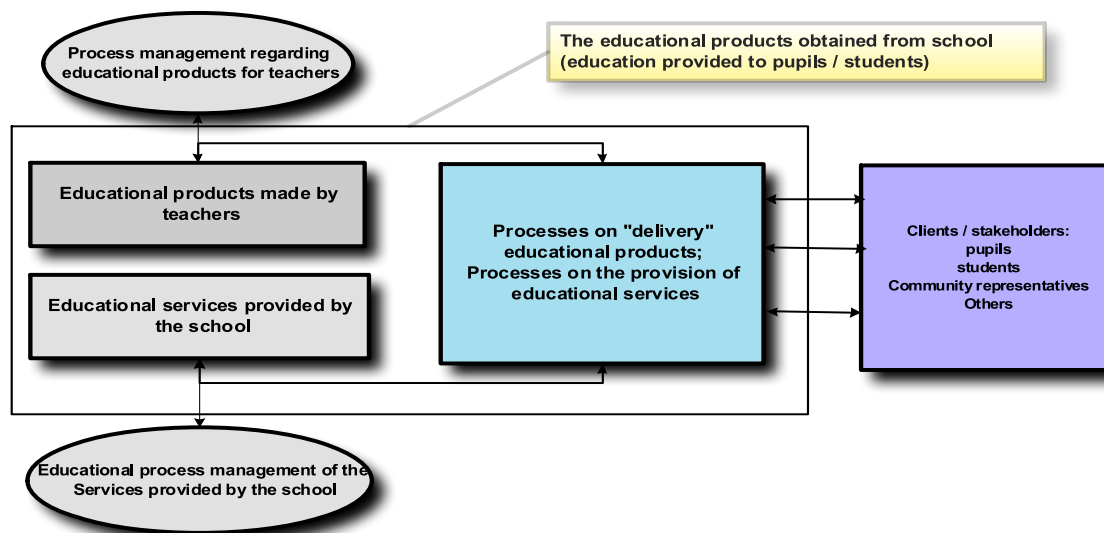 Process management regarding
educational products for teachers
The educational products obtained from school
(education provided to pupils / students)
Educational products made by
teachers
Educational services provided by
the school
Processes on "delivery"
educational products;
Processes on the provision of
educational services
Clients / stakeholders:
pupils
students
Community representatives
Others
Educational process management of the
Services provided by the school